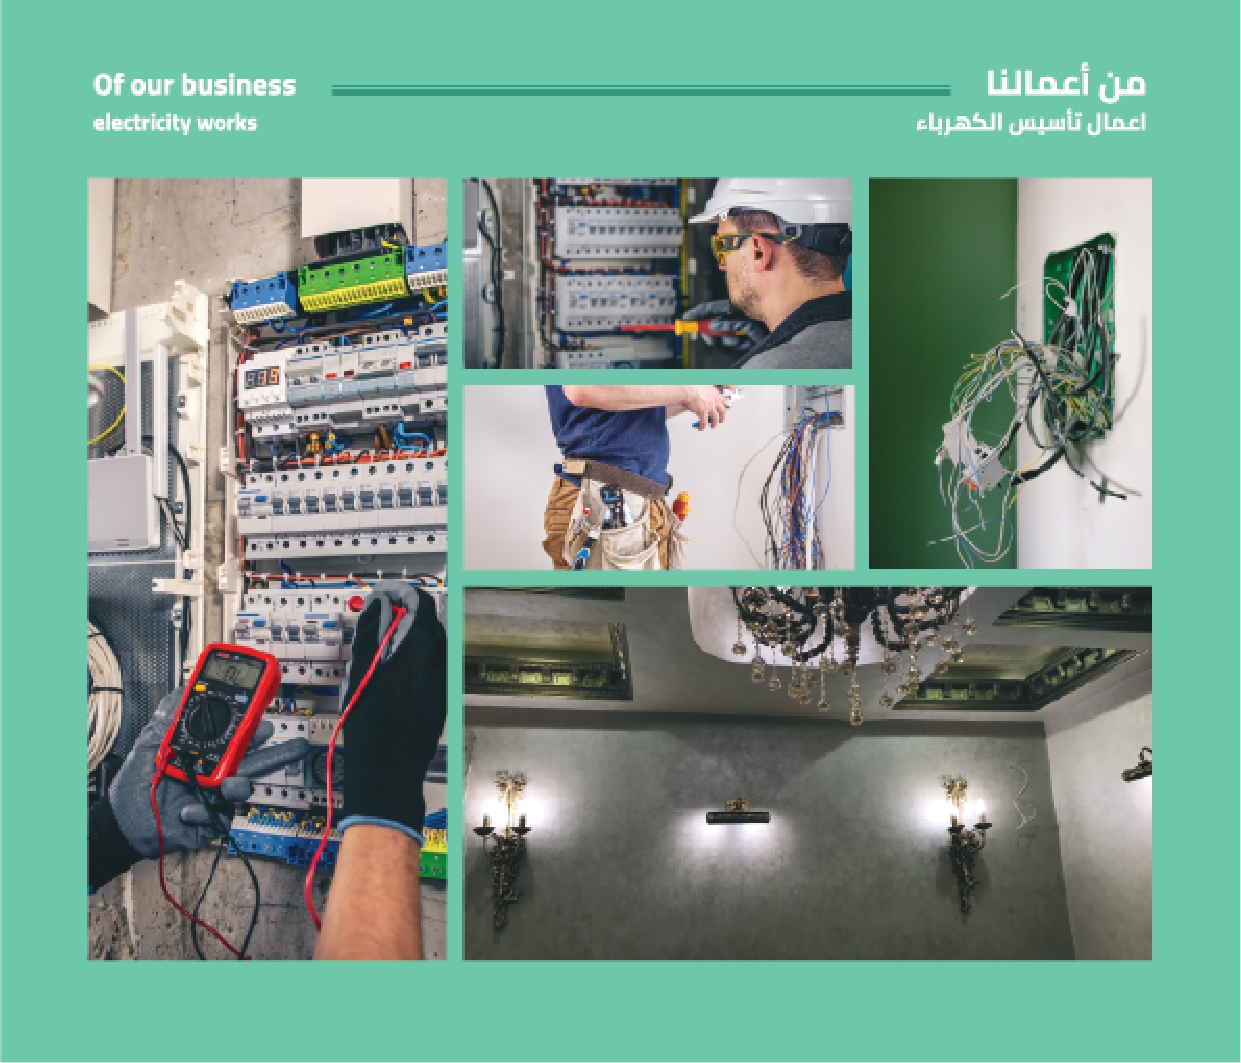 Of our business
electricity works
من أعمالنا
اعمال تأسيس الكهرباء